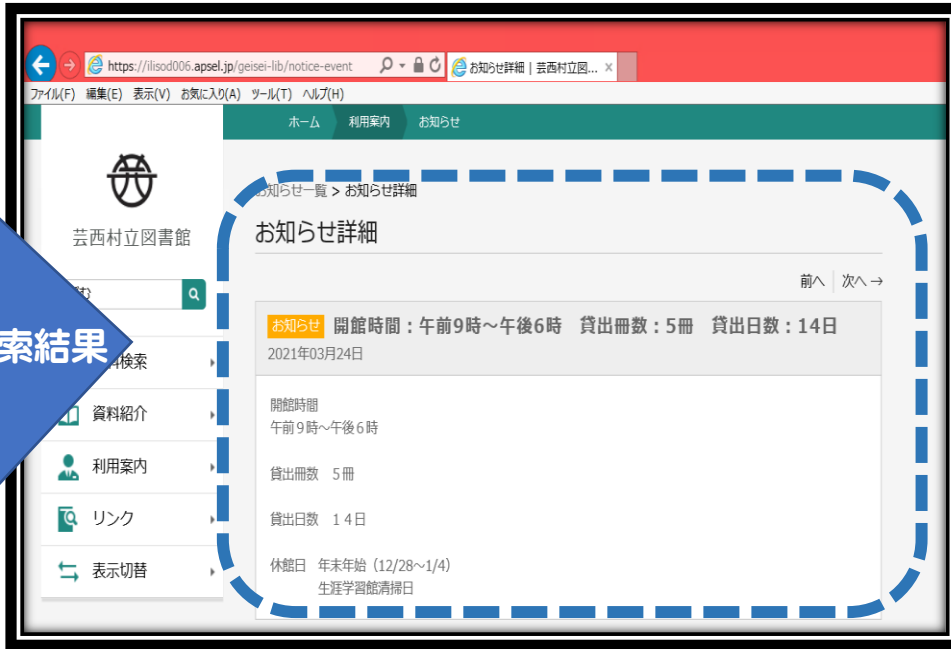 https://ilisod006.apsel.jp/geisei-lib/notice-event
お知らせ詳細 | 芸西村立図...
ファイル(F) 編集(E) 表示(V) お気に入り(A) ツール(T) ヘルプ(H)
ホーム 利用案内 お知らせ
芸西村立図書館
索結果
検索
資料紹介
利用案内
リンク
表示切替
お知らせ一覧 > お知らせ詳細
お知らせ詳細
前へ 次へ→
お知らせ 開館時間：午前9時～午後6時 貸出冊数：5冊 貸出日数：14日
2021年03月24日
開館時間
午前９時～午後６時
貸出冊数 ５冊
貸出日数 １４日
休館日 年末年始（12/28～1/4）
生涯学習館清掃日